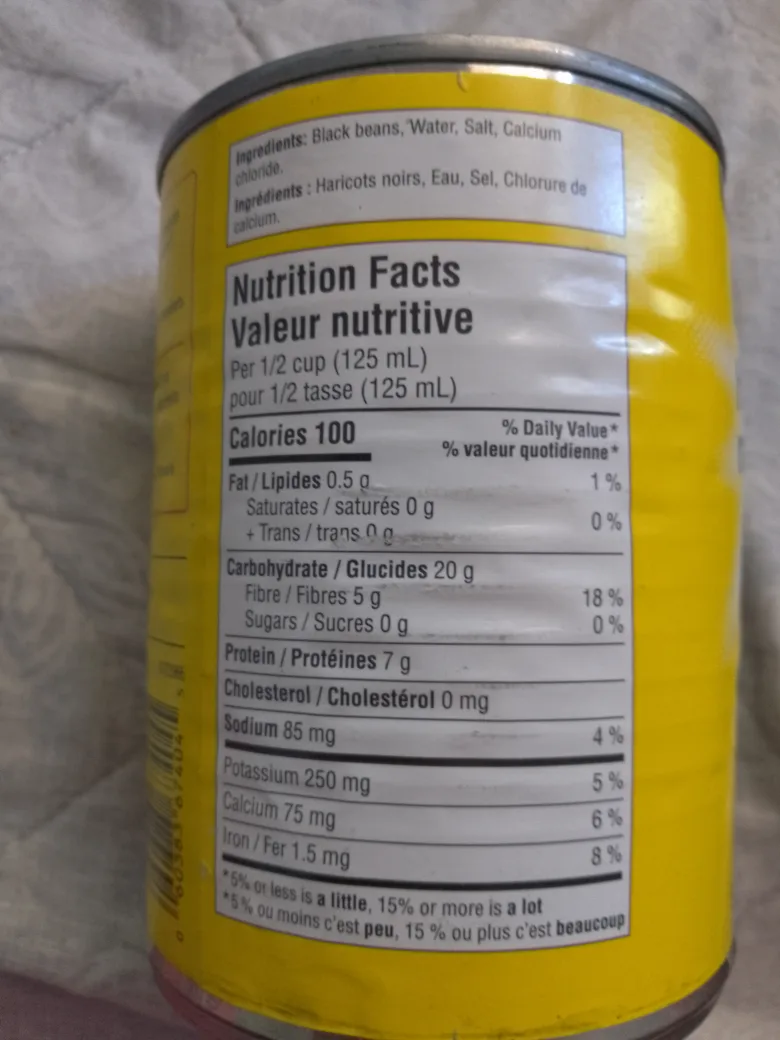 Ingredients: Black beans, Water, Salt, Calcium
chloride.
Ingrédients : Haricots noirs, Eau, Sel, Chlorure de
calcium.
Nutrition Facts
Valeur nutritive
Per 1/2 cup (125 mL)
pour 1/2 tasse (125 mL)
Calories 100
% Daily Value*
% valeur quotidienne*
Fat / Lipides 0.5 g 1 %
Saturates / saturés 0 g
+ Trans / trans 0 g 0 %
Carbohydrate / Glucides 20 g
Fibre / Fibres 5 g 18 %
Sugars / Sucres 0 g 0 %
Protein / Protéines 7 g
Cholesterol / Cholestérol 0 mg
Sodium 85 mg 4 %
Potassium 250 mg 5 %
Calcium 75 mg 6 %
Iron / Fer 1.5 mg 8 %
*5% or less is a little, 15% or more is a lot
*5 % ou moins c'est peu, 15 % ou plus c'est beaucoup